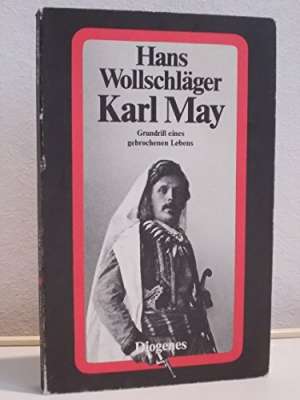 Hans
Wollschläger
Karl May
Grundriß eines
gebrochenen Lebens
Diogenes